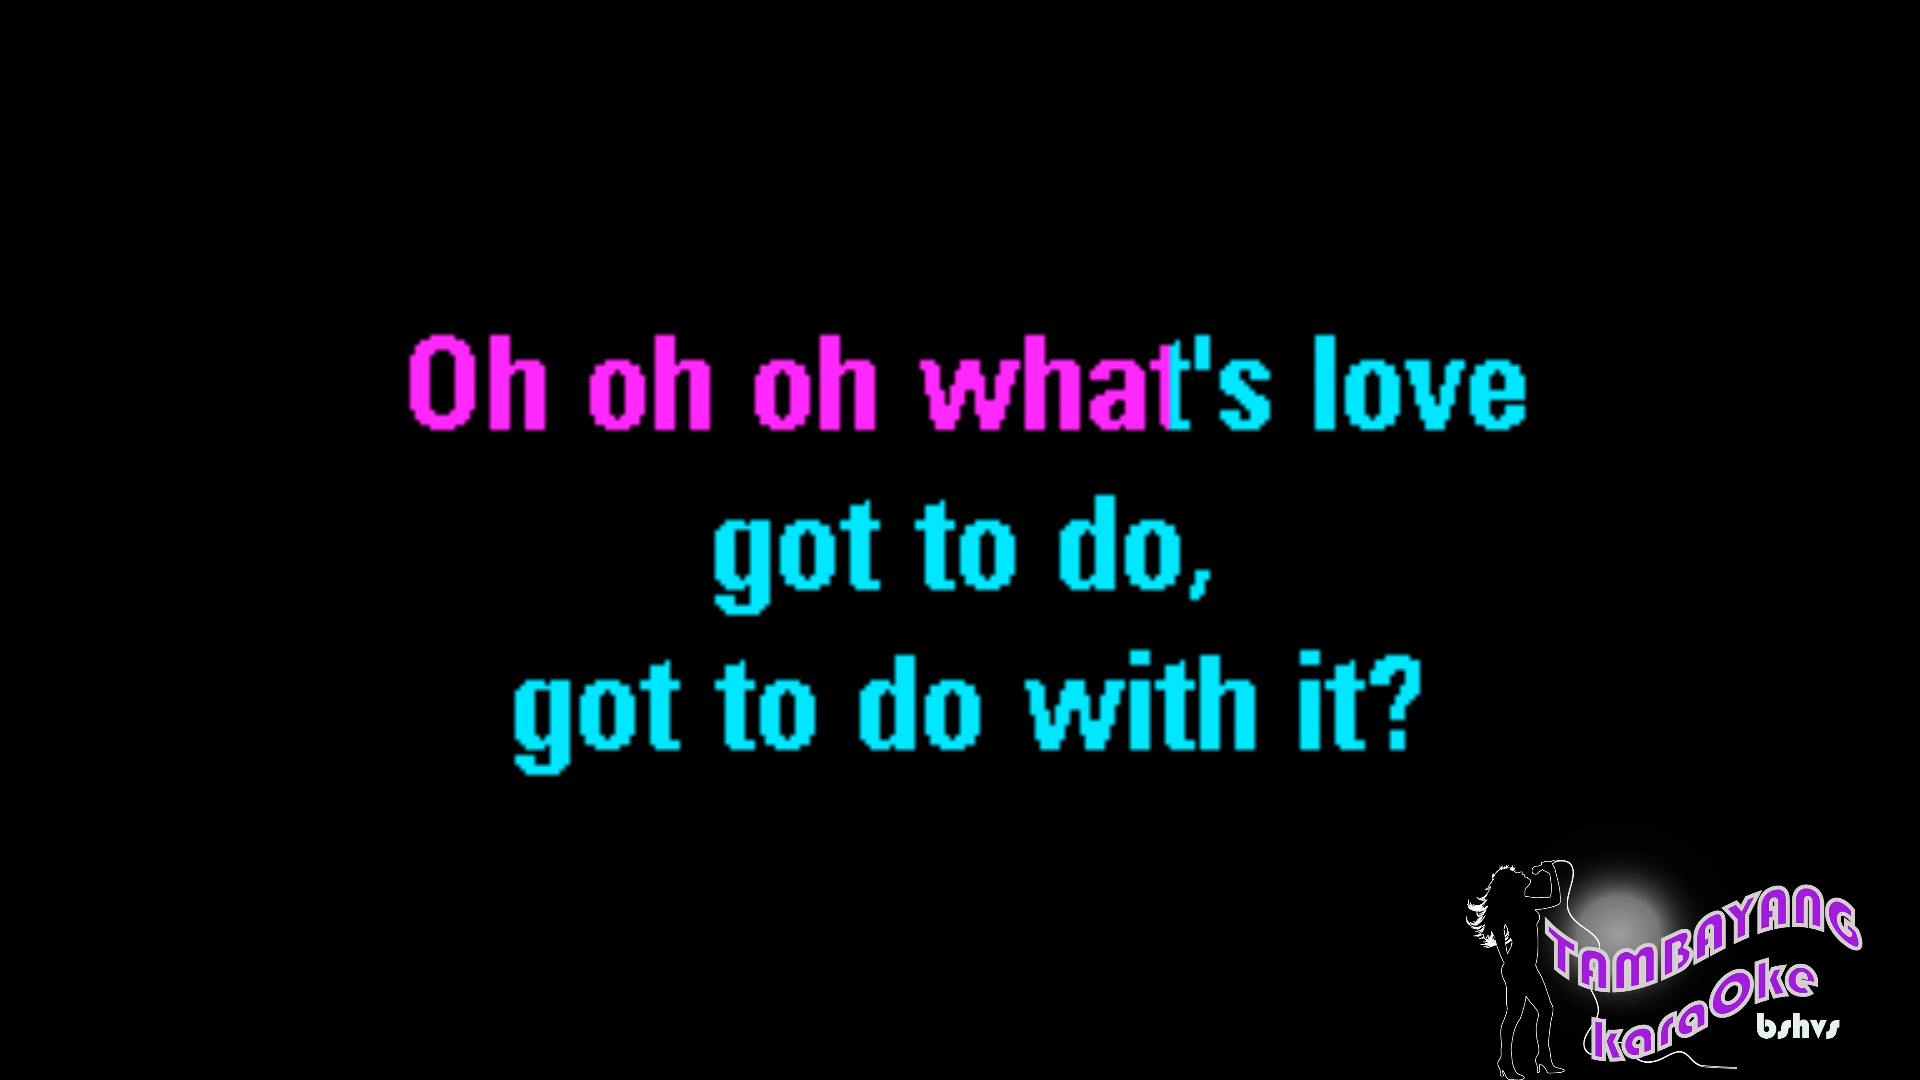 Oh oh oh what's love
got to do,
got to do with it?
TAMBAYANG
karaOke
bshvs